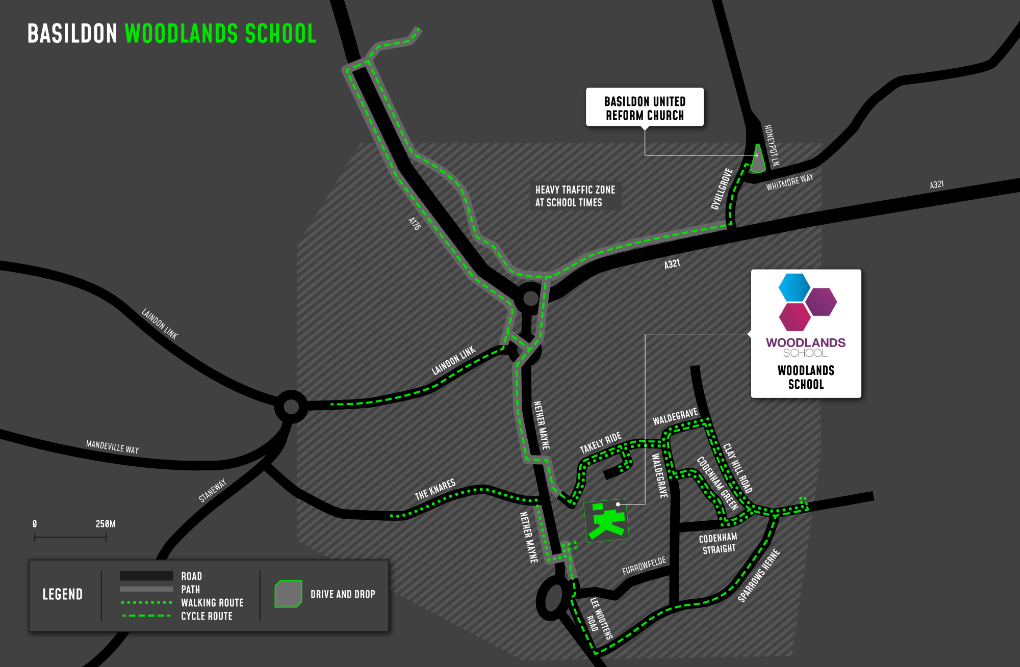 BASILDON WOODLANDS SCHOOL
BASILDON UNITED
REFORM CHURCH
HONEYPOT LN
WHITMORE WAY
GYHLLGROVE
A321
HEAVY TRAFFIC ZONE
AT SCHOOL TIMES
A176
A321
WOODLANDS
SCHOOL
WOODLANDS
SCHOOL
LAINDON LINK
LAINDON LINK
NETHER MAYNE
WALDEGRAVE
TAKELY RIDE
CLAY HILL ROAD
MANDEVILLE WAY
WALDEGRAVE
CODENHAM
GREEN
STANEWAY
THE KNARES
NETHER MAYNE
CODENHAM
STRAIGHT
0 250M
FURROWFELDE
SPARROWS HERNE
LEE WOOTTENS
ROAD
LEGEND
ROAD
PATH
WALKING ROUTE
CYCLE ROUTE
DRIVE AND DROP